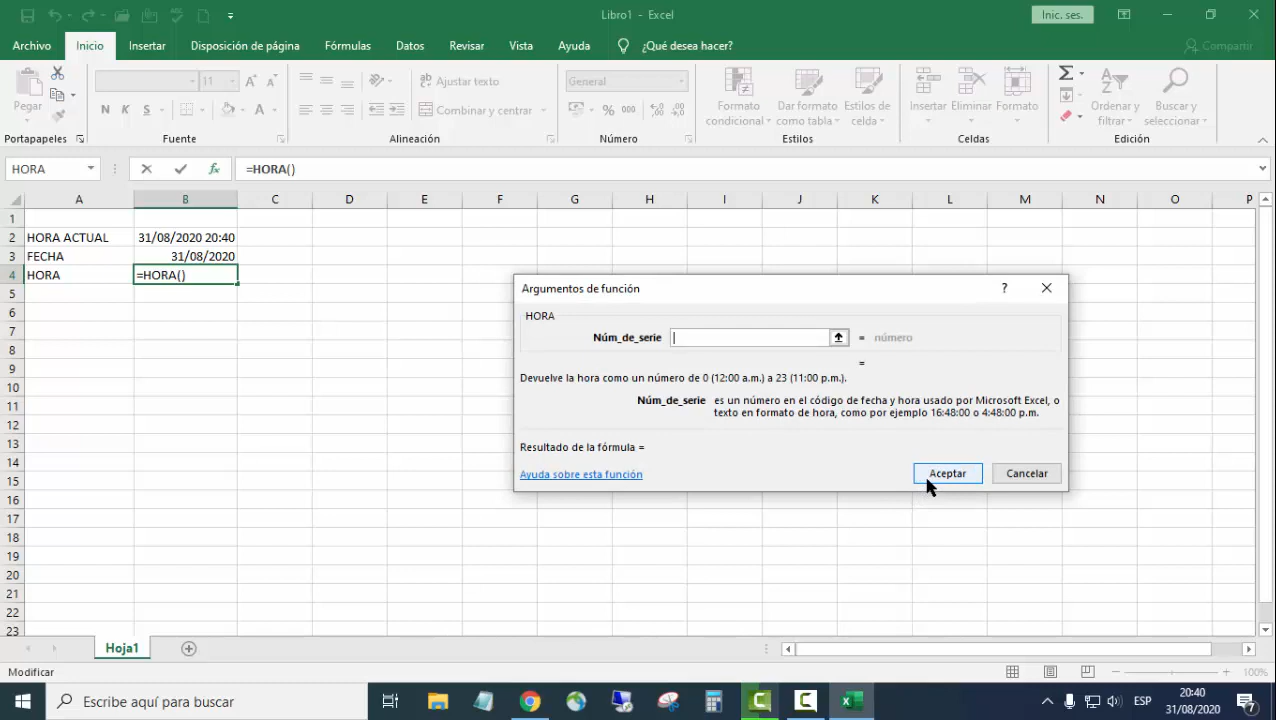 Libro1 - Excel
Inic. ses.
Archivo Inicio Insertar Disposición de página Fórmulas Datos Revisar Vista Ayuda ¿Qué desea hacer? Compartir
Pegar
11
General
Ajustar texto
Combinar y centrar
N K S
% 000
Formato condicional
Dar formato como tabla
Estilos de celda
Insertar Eliminar Formato
Ordenar y filtrar
Buscar y seleccionar
Portapapeles Fuente Alineación Número Estilos Celdas Edición
HORA fx =HORA()
A B C D E F G H I J K L M N O P
1
2 HORA ACTUAL 31/08/2020 20:40
3 FECHA 31/08/2020
4 HORA =HORA()
5
6
7
8
9
10
11
12
13
14
15
16
17
18
19
20
21
22
23
Argumentos de función ?
HORA
Núm_de_serie = número
=
Devuelve la hora como un número de 0 (12:00 a.m.) a 23 (11:00 p.m.).
Núm_de_serie es un número en el código de fecha y hora usado por Microsoft Excel, o
texto en formato de hora, como por ejemplo 16:48:00 o 4:48:00 p.m.
Resultado de la fórmula =
Ayuda sobre esta función Aceptar Cancelar
Hoja1
Modificar 100%
Escribe aquí para buscar
ESP
20:40
31/08/2020
7